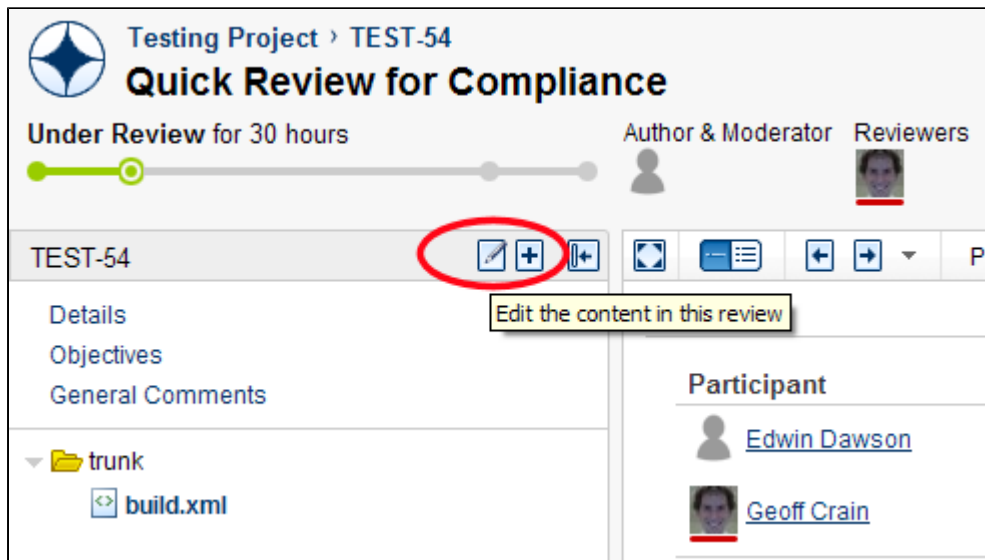 Testing Project › TEST-54
Quick Review for Compliance
Under Review for 30 hours
Author & Moderator Reviewers
TEST-54
P
Edit the content in this review
Details
Objectives
General Comments
Participant
Edwin Dawson
trunk
build.xml
Geoff Crain